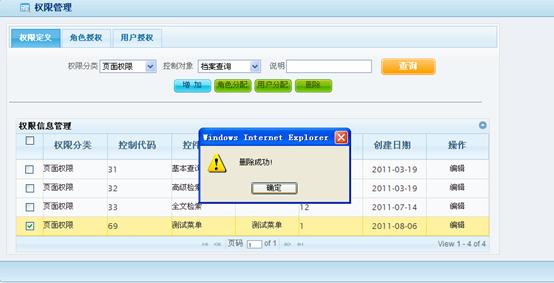 权限管理
权限定义 角色授权 用户授权
权限分类 页面权限 控制对象 档案查询 说明 查询
增 加 角色分配 用户分配 删除
权限信息管理
权限分类 控制代码 创建日期 操作
Windows Internet Explorer
删除成功!
确定
页面权限 31 基本查 2011-03-19 编辑
页面权限 32 高级检索 2011-03-19 编辑
页面权限 33 全文检索 12 2011-07-14 编辑
页面权限 69 测试菜单 测试菜单 1 2011-08-06 编辑
页码 1 of 1 View 1 - 4 of 4